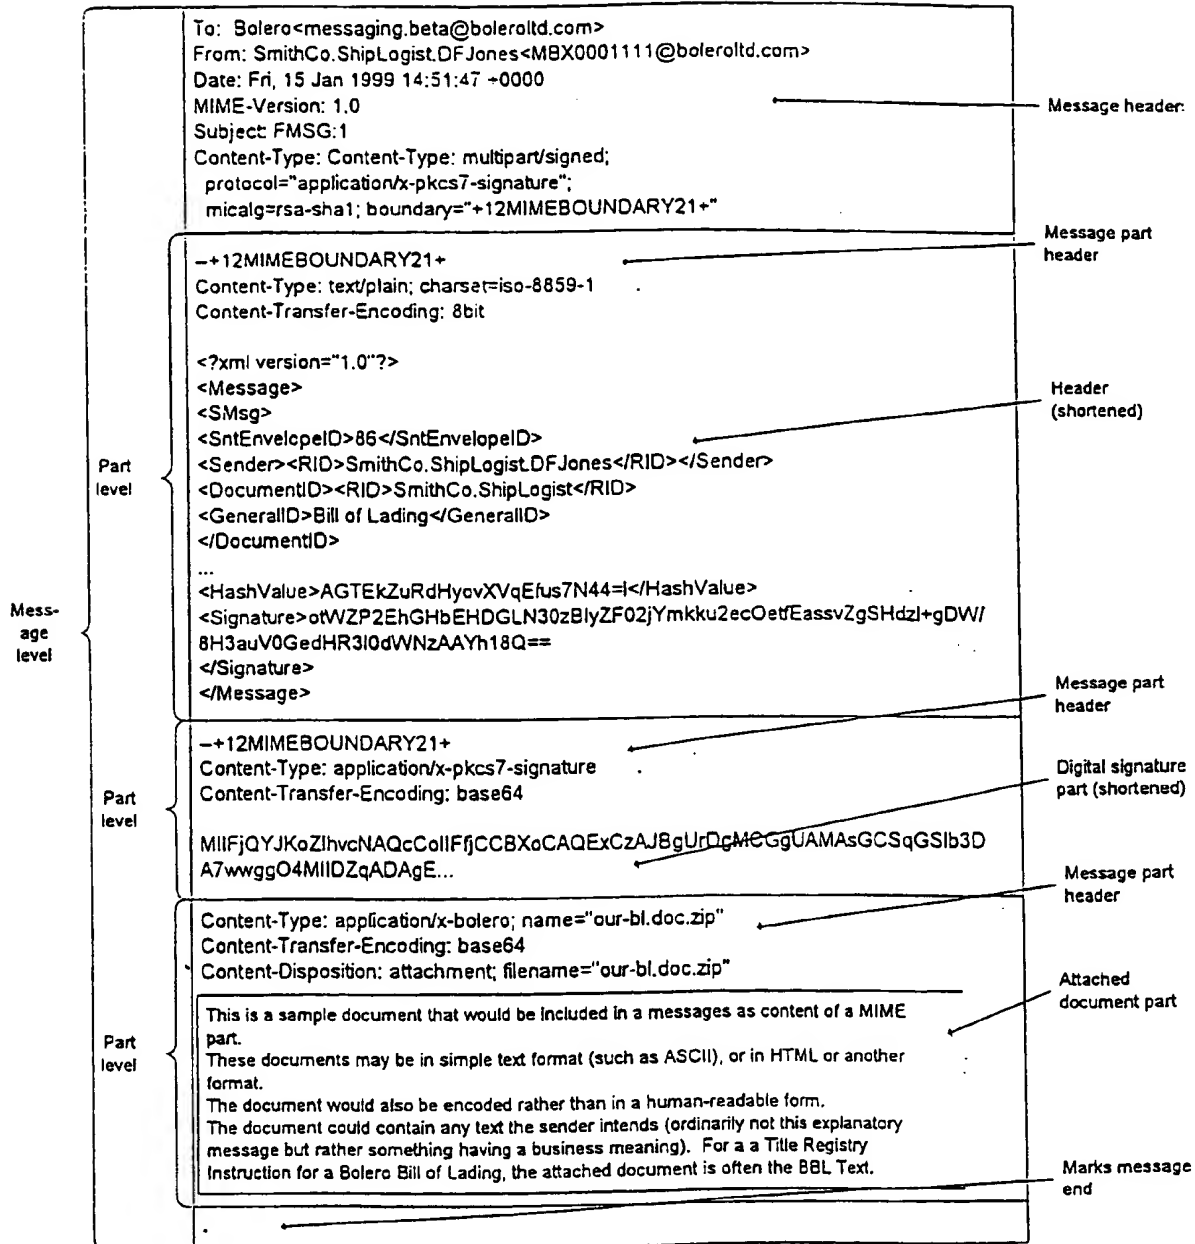 To: Bolero<messaging.beta@boleroltd.com>
From: SmithCo.ShipLogist.DFJones<MBX0001111@boleroltd.com>
Date: Fri, 15 Jan 1999 14:51:47 +0000
MIME-Version: 1.0
Subject: FMSG:1
Content-Type: Content-Type: multipart/signed;
protocol="application/x-pkcs7-signature";
micalg=rsa-sha1; boundary="+12MIMEBOUNDARY21+"
Message header:
Message part
header
–+12MIMEBOUNDARY21+
Content-Type: text/plain; charset=iso-8859-1
Content-Transfer-Encoding: 8bit
<?xml version="1.0"?>
<Message>
<SMsg>
<SntEnvelopeID>86</SntEnvelopeID>
<Sender><RID>SmithCo.ShipLogist.DFJones</RID></Sender>
<DocumentID><RID>SmithCo.ShipLogist</RID>
<GeneralID>Bill of Lading</GeneralID>
</DocumentID>
...
<HashValue>AGTEkZuRdHyovXVqEfus7N44=l</HashValue>
<Signature>otWZP2EhGHbEHDGLN30zBlyZF02jYmkku2ecOetfEassvZgSHdzl+gDW/
8H3auV0GedHR3l0dWNzAAYh18Q==
</Signature>
</Message>
Header
(shortened)
Part
level
Mess-
age
level
Message part
header
–+12MIMEBOUNDARY21+
Content-Type: application/x-pkcs7-signature
Content-Transfer-Encoding: base64
MIIFjQYJKoZIhvcNAQcCoIIFfjCCBXoCAQExCzAJBgUrDgMCGgUAMAsGCSqGSIb3D
A7wwggO4MIIDZqADAgE...
Digital signature
part (shortened)
Part
level
Message part
header
Content-Type: application/x-bolero; name="our-bl.doc.zip"
Content-Transfer-Encoding: base64
Content-Disposition: attachment; filename="our-bl.doc.zip"
Attached
document part
This is a sample document that would be included in a messages as content of a MIME
part.
These documents may be in simple text format (such as ASCII), or in HTML or another
format.
The document would also be encoded rather than in a human-readable form.
The document could contain any text the sender intends (ordinarily not this explanatory
message but rather something having a business meaning). For a a Title Registry
Instruction for a Bolero Bill of Lading, the attached document is often the BBL Text.
Part
level
Marks message
end
.